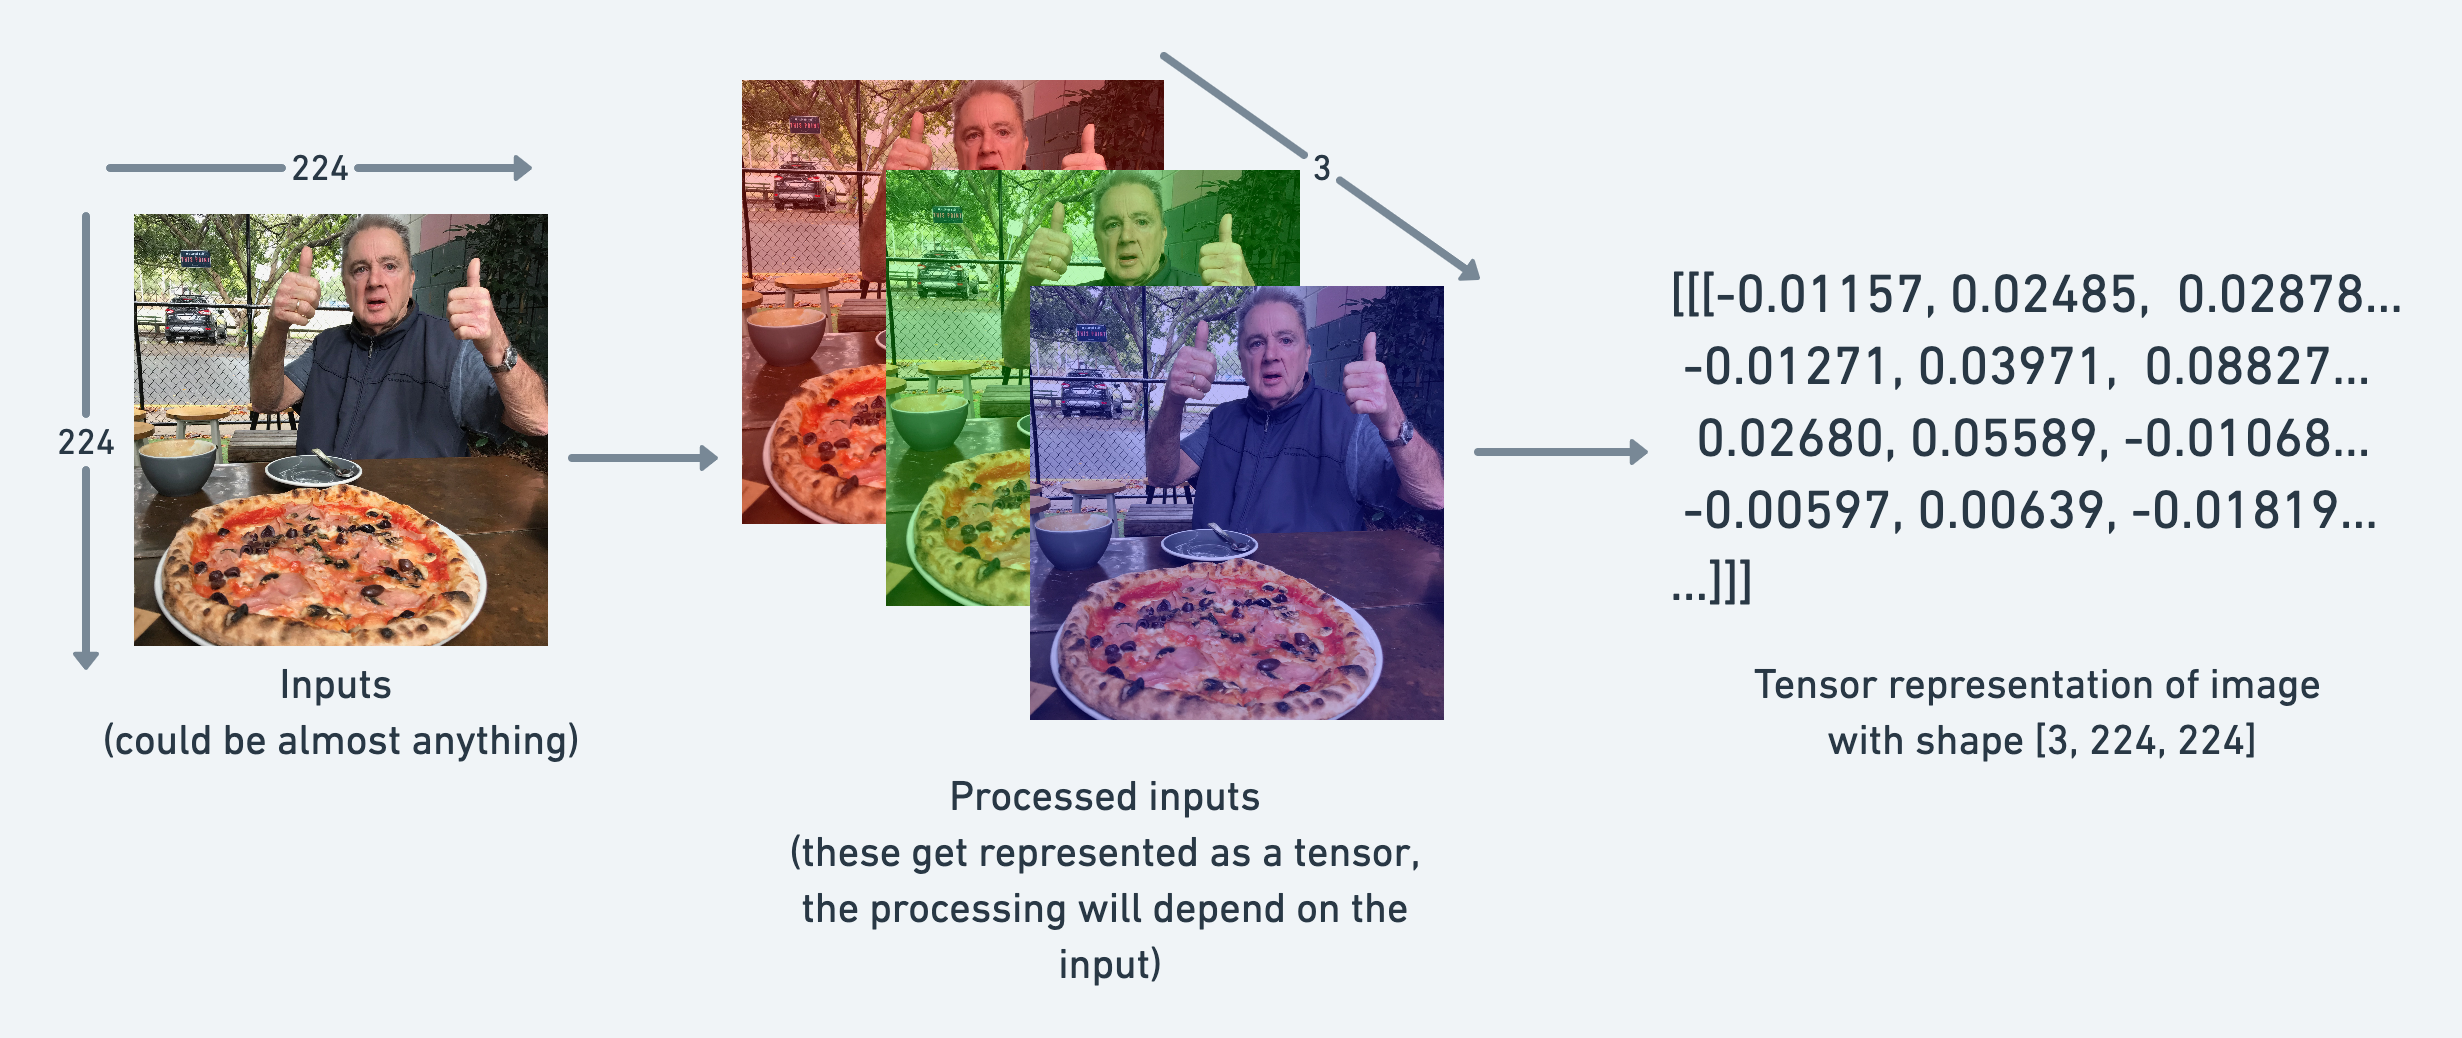 224
224
Inputs
(could be almost anything)
3
Processed inputs
(these get represented as a tensor,
the processing will depend on the
input)
[[[-0.01157, 0.02485, 0.02878...
-0.01271, 0.03971, 0.08827...
0.02680, 0.05589, -0.01068...
-0.00597, 0.00639, -0.01819...
...]]]
Tensor representation of image
with shape [3, 224, 224]